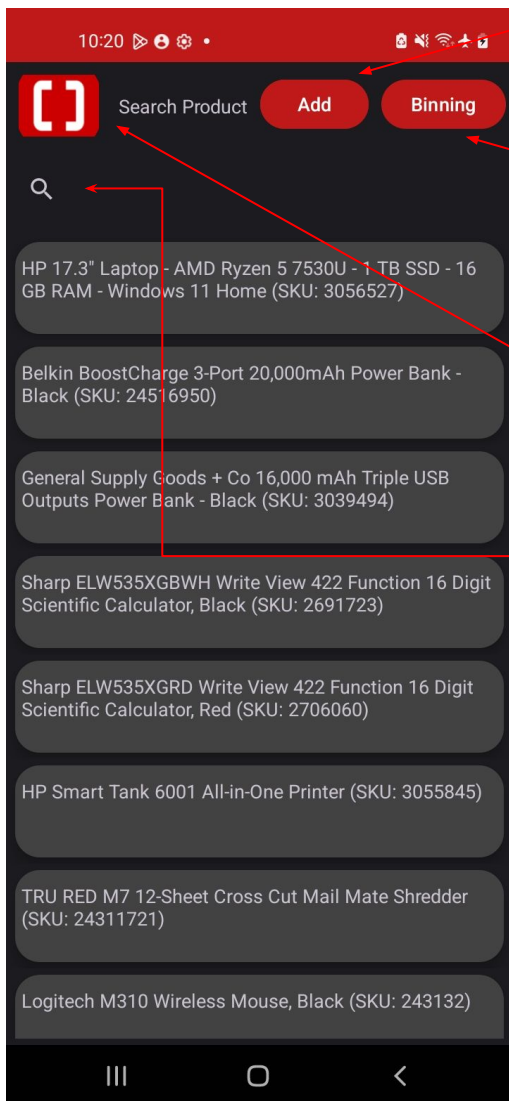 10:20
Search Product
Add
Binning
HP 17.3" Laptop - AMD Ryzen 5 7530U - 1 TB SSD - 16
GB RAM - Windows 11 Home (SKU: 3056527)
Belkin BoostCharge 3-Port 20,000mAh Power Bank -
Black (SKU: 24516950)
General Supply Goods + Co 16,000 mAh Triple USB
Outputs Power Bank - Black (SKU: 3039494)
Sharp ELW535XGBWH Write View 422 Function 16 Digit
Scientific Calculator, Black (SKU: 2691723)
Sharp ELW535XGRD Write View 422 Function 16 Digit
Scientific Calculator, Red (SKU: 2706060)
HP Smart Tank 6001 All-in-One Printer (SKU: 3055845)
TRU RED M7 12-Sheet Cross Cut Mail Mate Shredder
(SKU: 24311721)
Logitech M310 Wireless Mouse, Black (SKU: 243132)